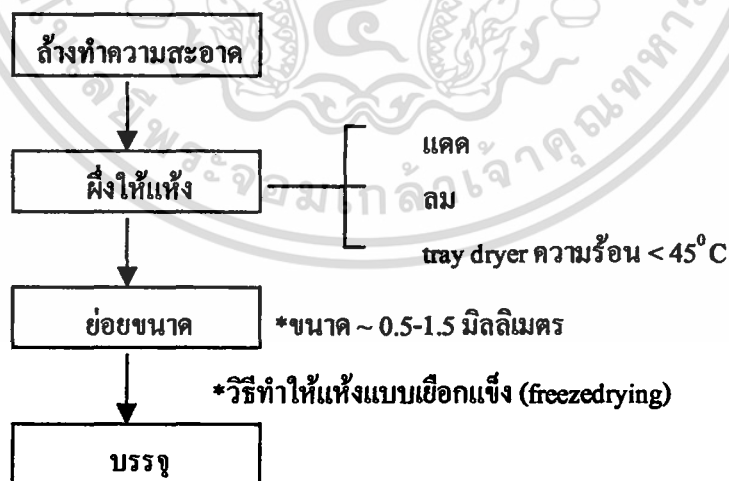 ล้างทำความสะอาด
ผึ่งให้แห้ง
แดด
ลม
tray dryer ความร้อน < 45⁰C
ย่อยขนาด
*ขนาด ~ 0.5-1.5 มิลลิเมตร
*วิธีทำให้แห้งแบบเยือกแข็ง (freezedrying)
บรรจุ